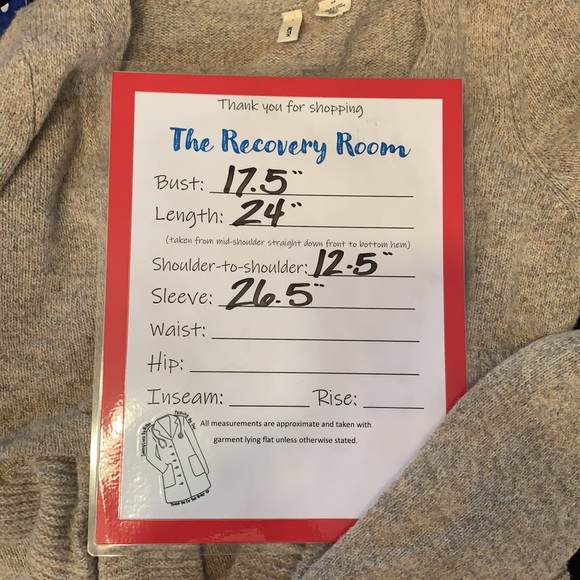 Thank you for shopping
The Recovery Room
Bust: 17.5"
Length: 24"
(taken from mid-shoulder straight down front to bottom hem)
Shoulder-to-shoulder: 12.5"
Sleeve: 26.5"
Waist:
Hip:
Inseam: Rise:
All measurements are approximate and taken with
garment lying flat unless otherwise stated.